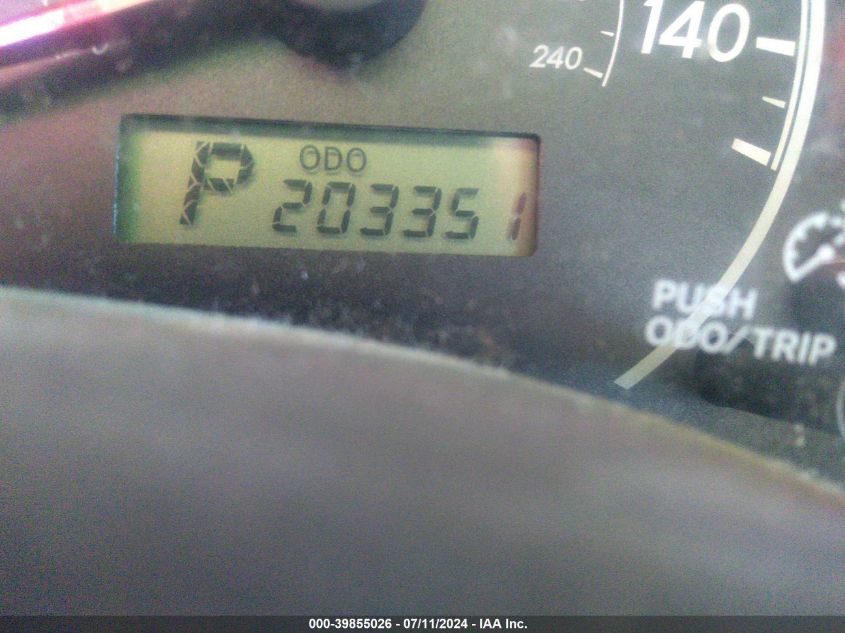 140
240
P ODO
203351
PUSH
ODO/TRIP
000-39855026 - 07/11/2024 - IAA Inc.